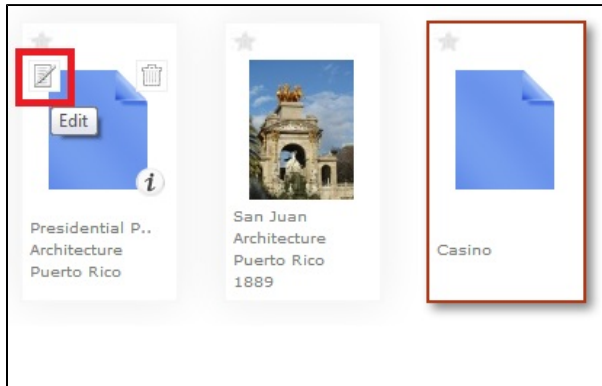 Edit
i
Presidential P..
Architecture
Puerto Rico
San Juan
Architecture
Puerto Rico
1889
Casino